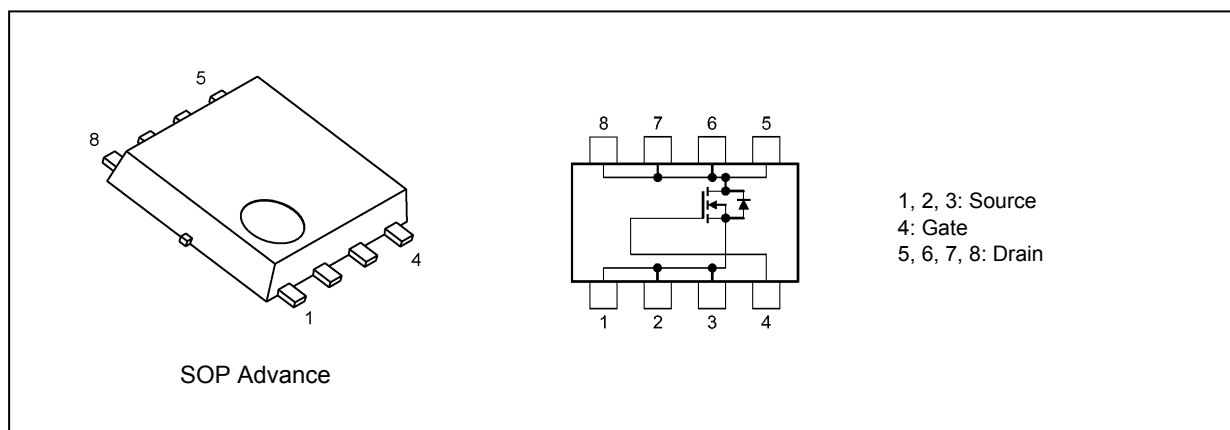 5
8
4
1
SOP Advance
8 7 6 5
1 2 3 4
1, 2, 3: Source
4: Gate
5, 6, 7, 8: Drain